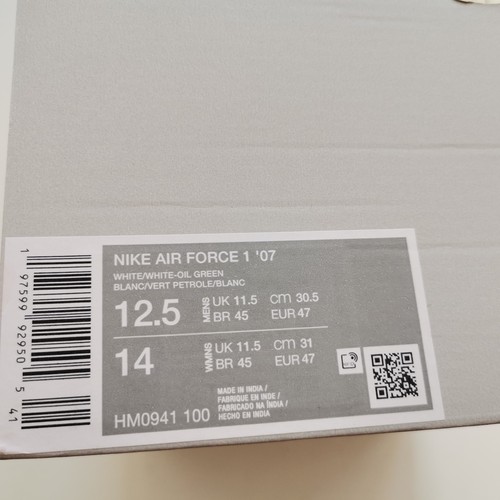 NIKE AIR FORCE 1 '07
WHITE/WHITE-OIL GREEN
BLANC/VERT PETROLE/BLANC
12.5 MENS UK 11.5 CM 30.5
BR 45 EUR 47
14 WMNS UK 11.5 CM 31
BR 45 EUR 47
MADE IN INDIA /
FABRIQUE EN INDE /
FABRICADO NA ÍNDIA /
HECHO EN INDIA
HM0941 100
1 97599 92950 5 41